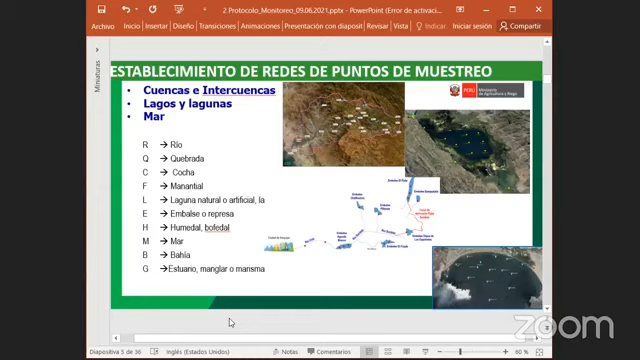 2 Protocolo_Monitoreo_09.06.2021.pptx - PowerPoint (Error de activaci
Inicio Insertar Diseño Transiciones Animaciones Presentación con diaposit Revisar Vista Indicar Iniciar sesión Compartir
Miniaturas
ESTABLECIMIENTO DE REDES DE PUNTOS DE MUESTREO
• Cuencas e Intercuencas
• Lagos y lagunas
• Mar
PERÚ Ministerio de Agricultura y Riego
R → Río
Q → Quebrada
C → Cocha
F → Manantial
L → Laguna natural o artificial, la
E → Embalse o represa
H → Humedal, bofedal
M → Mar
B → Bahía
G → Estuario, manglar o marisma
Diapositiva 5 de 36 Inglés (Estados Unidos) Notas Comentarios 60 %
zoom